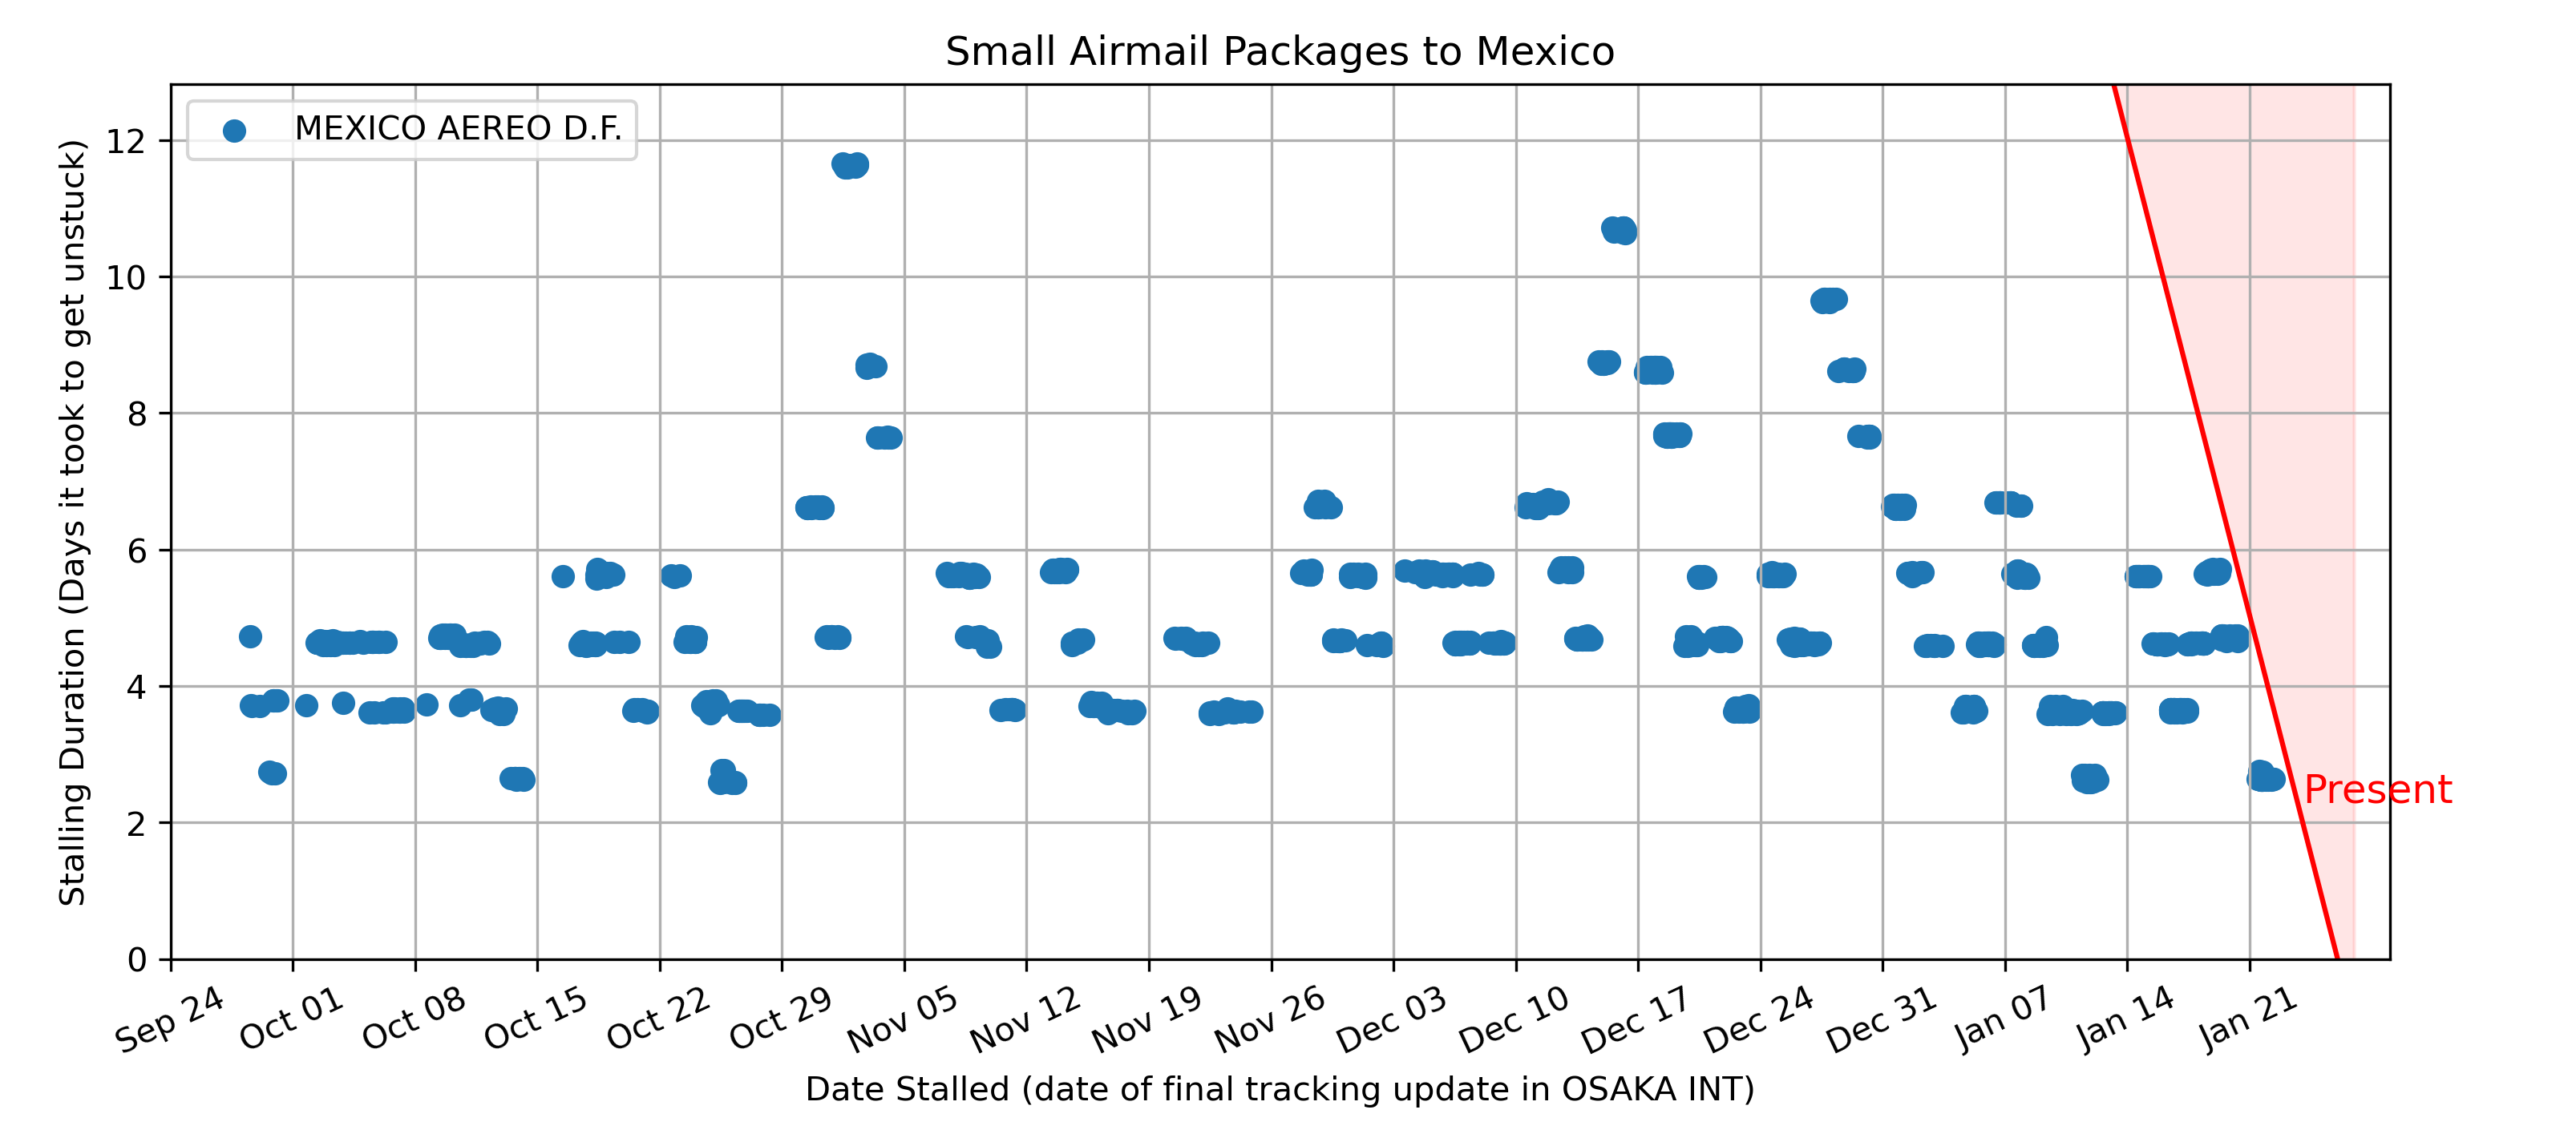 Small Airmail Packages to Mexico
MEXICO AEREO D.F.
Stalling Duration (Days it took to get unstuck)
12
10
8
6
4
2
0
Present
Sep 24
Oct 01
Oct 08
Oct 15
Oct 22
Oct 29
Nov 05
Nov 12
Nov 19
Nov 26
Dec 03
Dec 10
Dec 17
Dec 24
Dec 31
Jan 07
Jan 14
Jan 21
Date Stalled (date of final tracking update in OSAKA INT)